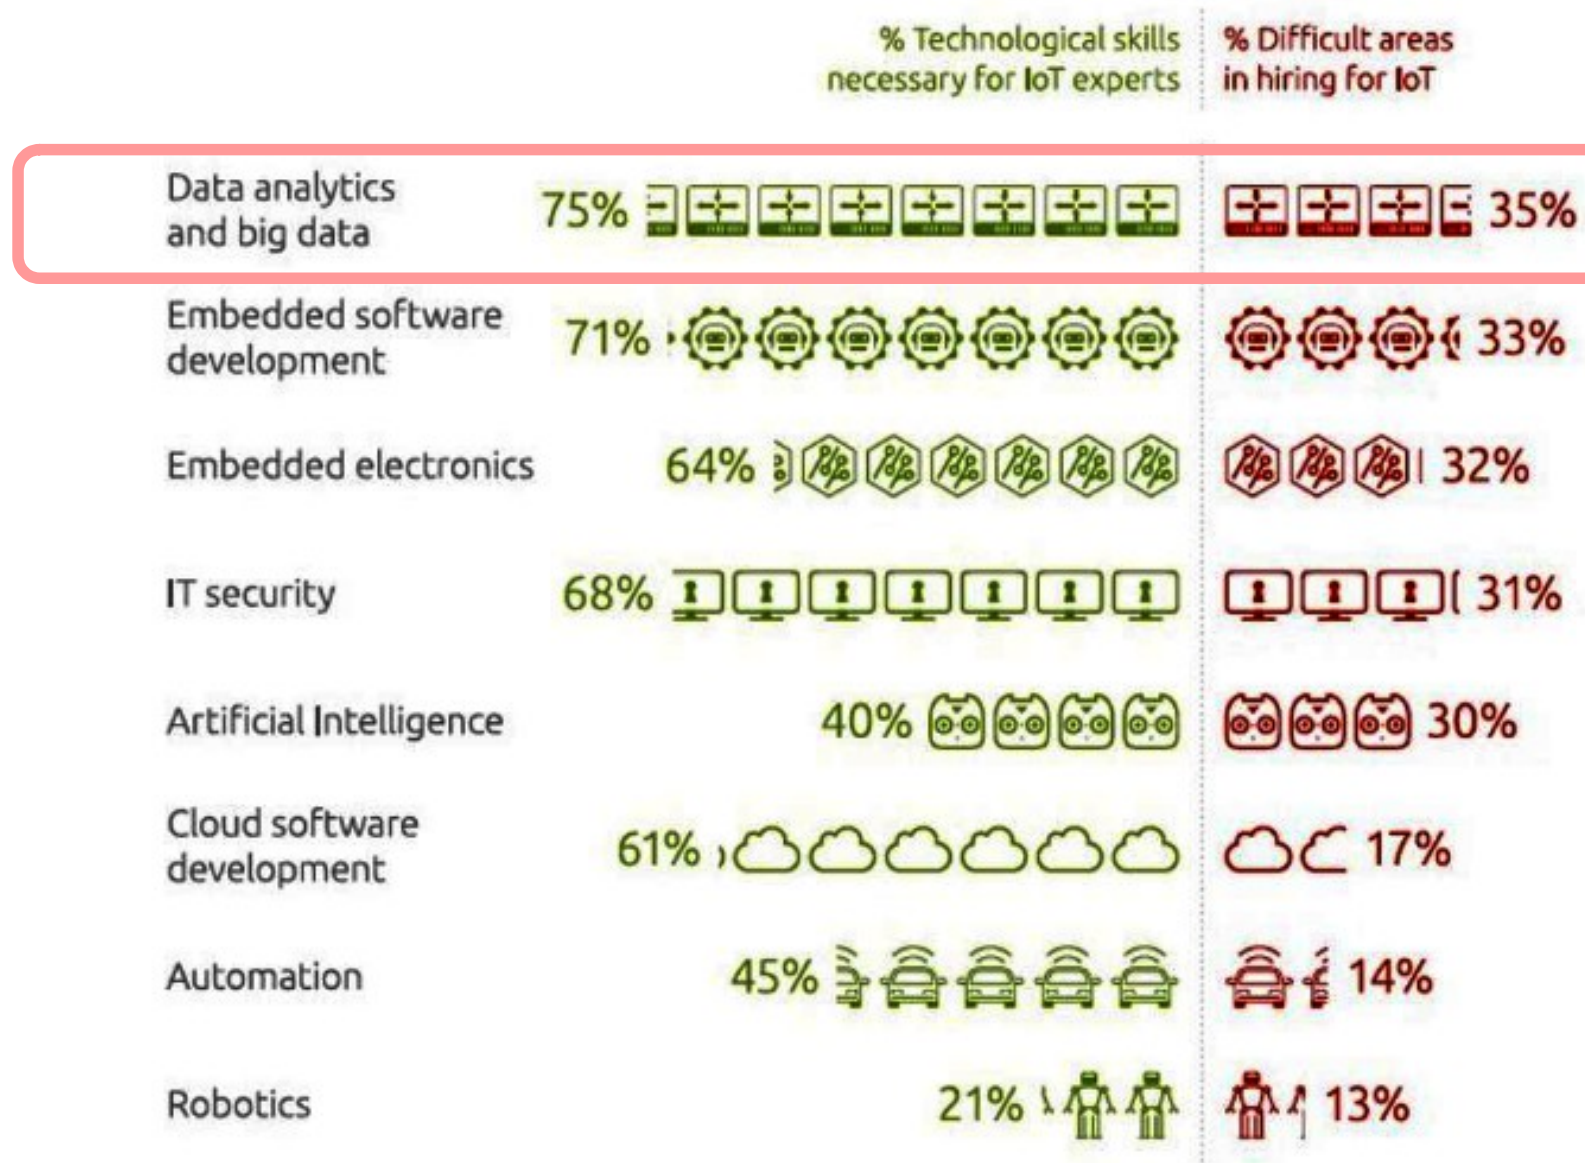 % Technological skills
necessary for IoT experts
% Difficult areas
in hiring for IoT
Data analytics
and big data
75%
35%
Embedded software
development
71%
33%
Embedded electronics
64%
32%
IT security
68%
31%
Artificial Intelligence
40%
30%
Cloud software
development
61%
17%
Automation
45%
14%
Robotics
21%
13%